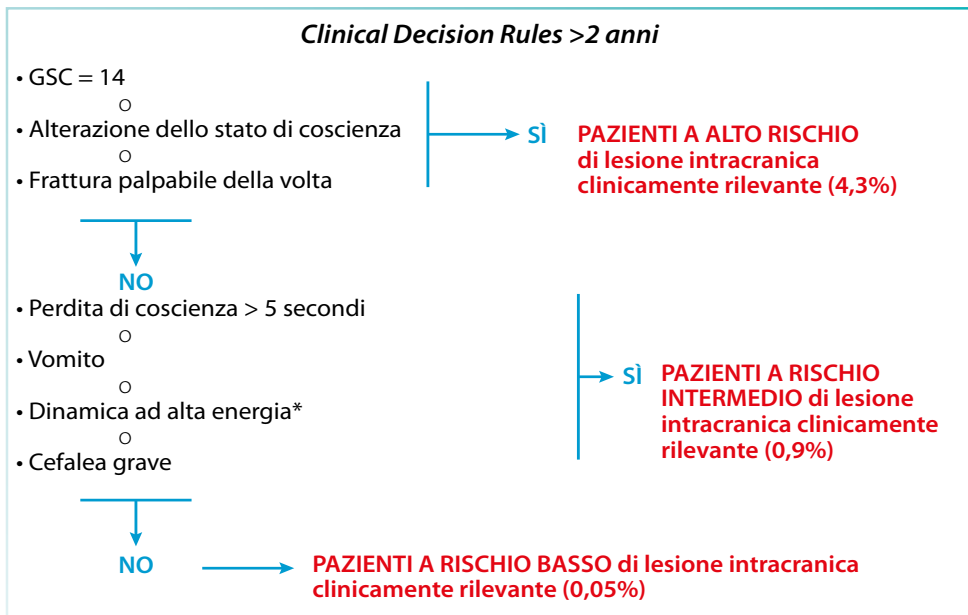 Clinical Decision Rules >2 anni
• GSC = 14
o
• Alterazione dello stato di coscienza
o
• Frattura palpabile della volta
SÌ
PAZIENTI A ALTO RISCHIO
di lesione intracranica
clinicamente rilevante (4,3%)
NO
• Perdita di coscienza > 5 secondi
o
• Vomito
o
• Dinamica ad alta energia*
o
• Cefalea grave
SÌ
PAZIENTI A RISCHIO
INTERMEDIO di lesione
intracranica clinicamente
rilevante (0,9%)
NO
PAZIENTI A RISCHIO BASSO di lesione intracranica
clinicamente rilevante (0,05%)